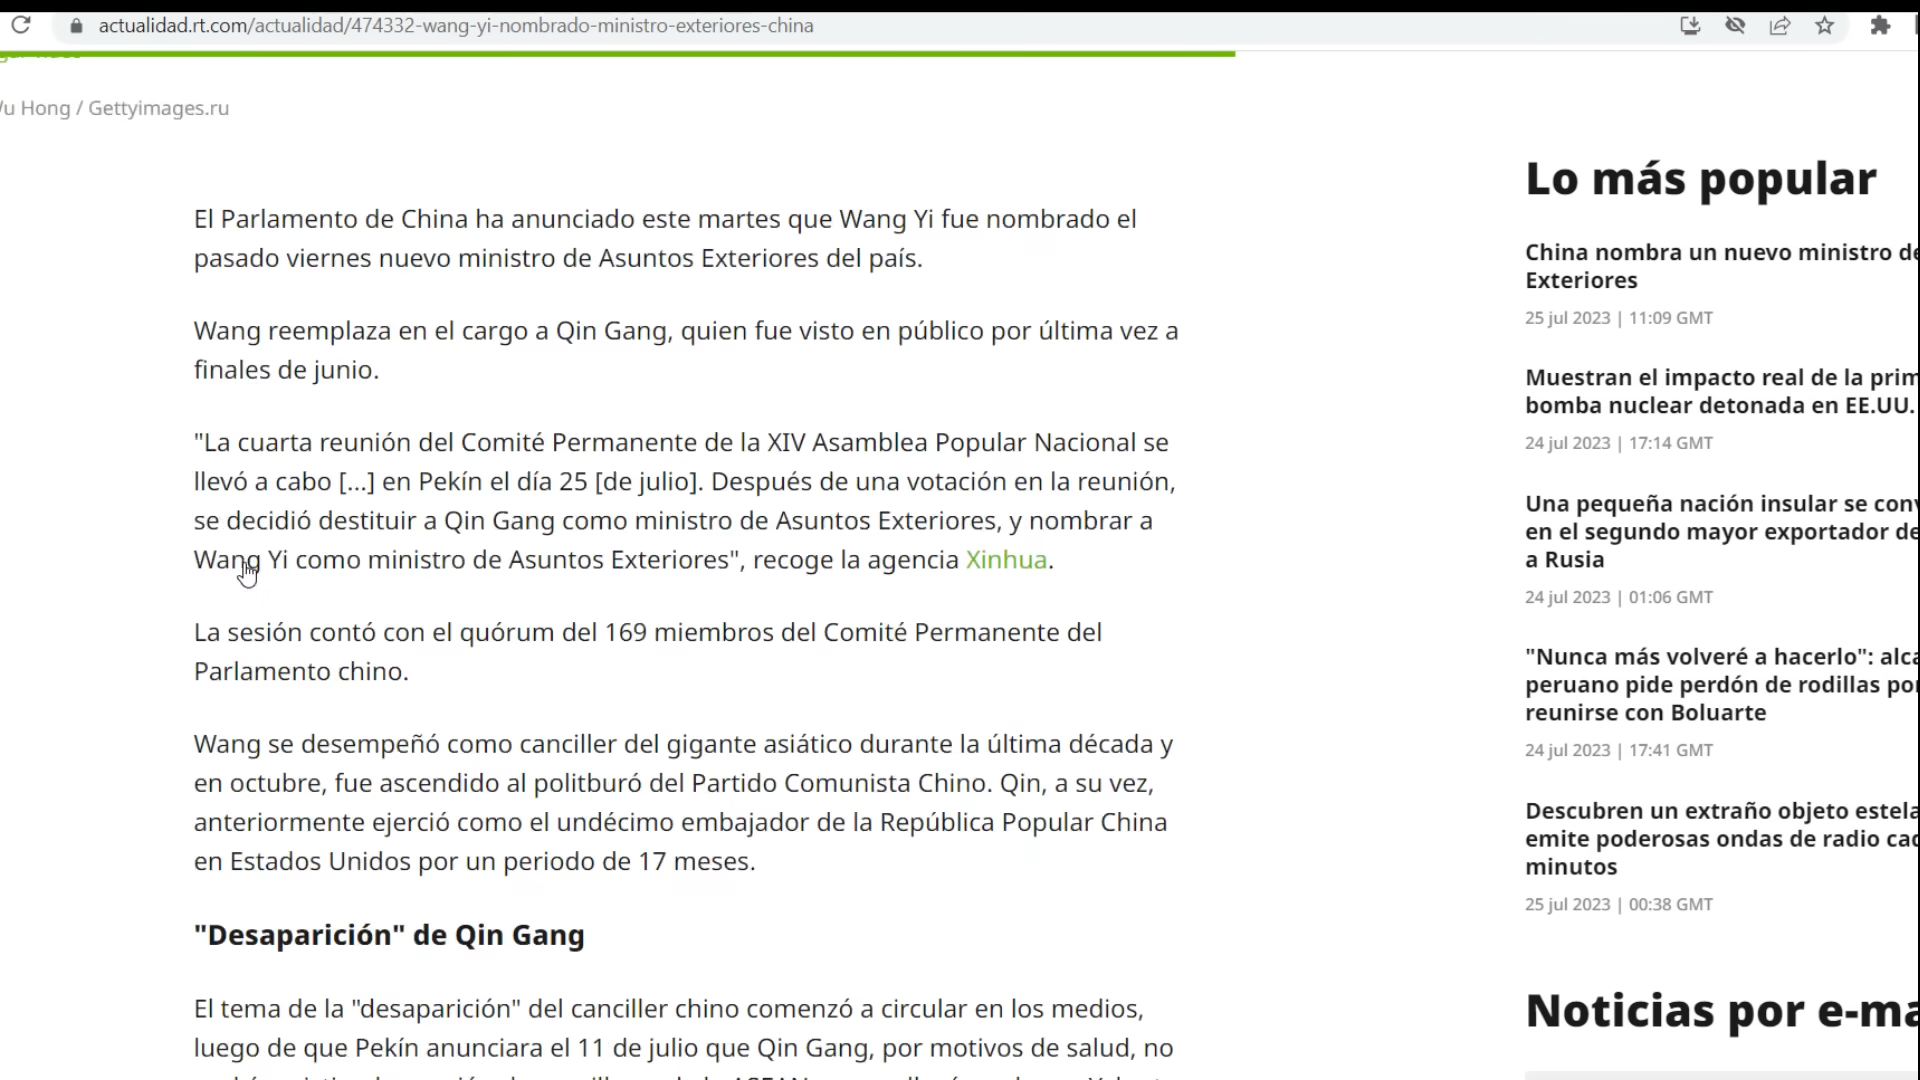 actualidad.rt.com/actualidad/474332-wang-yi-nombrado-ministro-exteriores-china
Hong / Gettyimages.ru
El Parlamento de China ha anunciado este martes que Wang Yi fue nombrado el
pasado viernes nuevo ministro de Asuntos Exteriores del país.
Wang reemplaza en el cargo a Qin Gang, quien fue visto en público por última vez a
finales de junio.
"La cuarta reunión del Comité Permanente de la XIV Asamblea Popular Nacional se
llevó a cabo [...] en Pekín el día 25 [de julio]. Después de una votación en la reunión,
se decidió destituir a Qin Gang como ministro de Asuntos Exteriores, y nombrar a
Wang Yi como ministro de Asuntos Exteriores", recoge la agencia Xinhua.
La sesión contó con el quórum del 169 miembros del Comité Permanente del
Parlamento chino.
Wang se desempeñó como canciller del gigante asiático durante la última década y
en octubre, fue ascendido al politburó del Partido Comunista Chino. Qin, a su vez,
anteriormente ejerció como el undécimo embajador de la República Popular China
en Estados Unidos por un periodo de 17 meses.
"Desaparición" de Qin Gang
El tema de la "desaparición" del canciller chino comenzó a circular en los medios,
luego de que Pekín anunciara el 11 de julio que Qin Gang, por motivos de salud, no
Lo más popular
China nombra un nuevo ministro de
Exteriores
25 jul 2023 | 11:09 GMT
Muestran el impacto real de la prim
bomba nuclear detonada en EE.UU.
24 jul 2023 | 17:14 GMT
Una pequeña nación insular se conv
en el segundo mayor exportador de
a Rusia
24 jul 2023 | 01:06 GMT
"Nunca más volveré a hacerlo": alca
peruano pide perdón de rodillas por
reunirse con Boluarte
24 jul 2023 | 17:41 GMT
Descubren un extraño objeto estela
emite poderosas ondas de radio cad
minutos
25 jul 2023 | 00:38 GMT
Noticias por e-ma